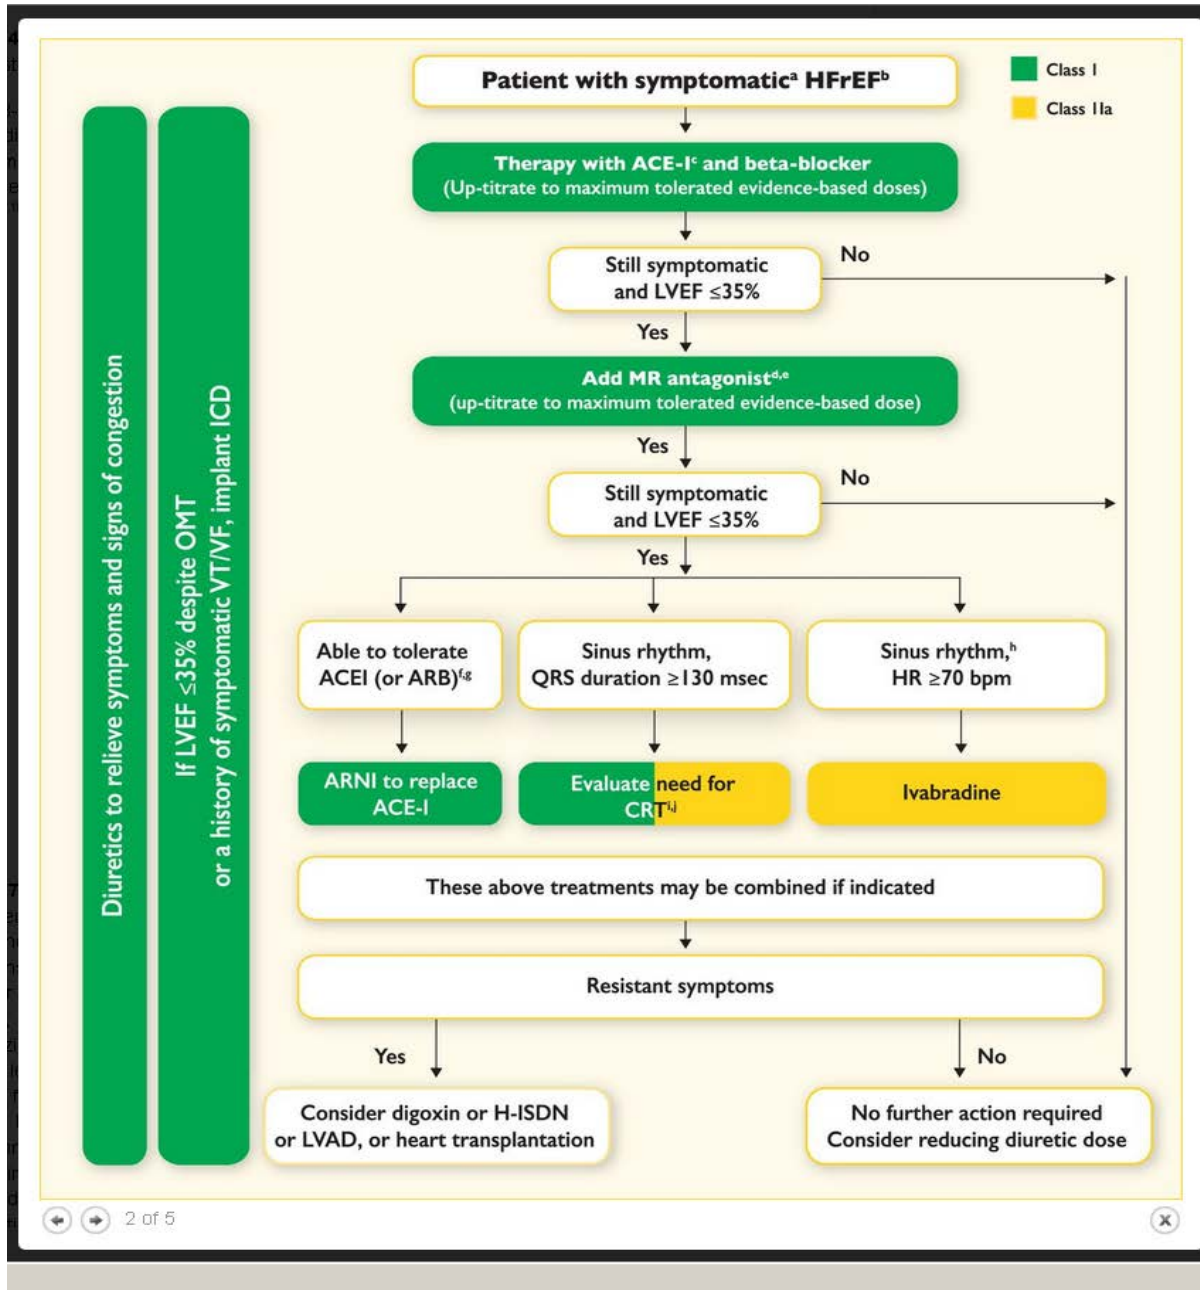 Patient with symptomaticᵃ HFrEFᵇ
Class I
Class IIa
Therapy with ACE-Iᶜ and beta-blocker
(Up-titrate to maximum tolerated evidence-based doses)
Still symptomatic
and LVEF ≤35%
No
Yes
Add MR antagonistᵈ,ᵉ
(up-titrate to maximum tolerated evidence-based dose)
Yes
Still symptomatic
and LVEF ≤35%
No
Yes
Able to tolerate
ACEI (or ARB)ᶠ,ᵍ
Sinus rhythm,
QRS duration ≥130 msec
Sinus rhythm,ʰ
HR ≥70 bpm
ARNI to replace
ACE-I
Evaluate need for
CRTⁱ,ʲ
Ivabradine
These above treatments may be combined if indicated
Resistant symptoms
Yes
No
Consider digoxin or H-ISDN
or LVAD, or heart transplantation
No further action required
Consider reducing diuretic dose
Diuretics to relieve symptoms and signs of congestion
If LVEF ≤35% despite OMT
or a history of symptomatic VT/VF, implant ICD
2 of 5